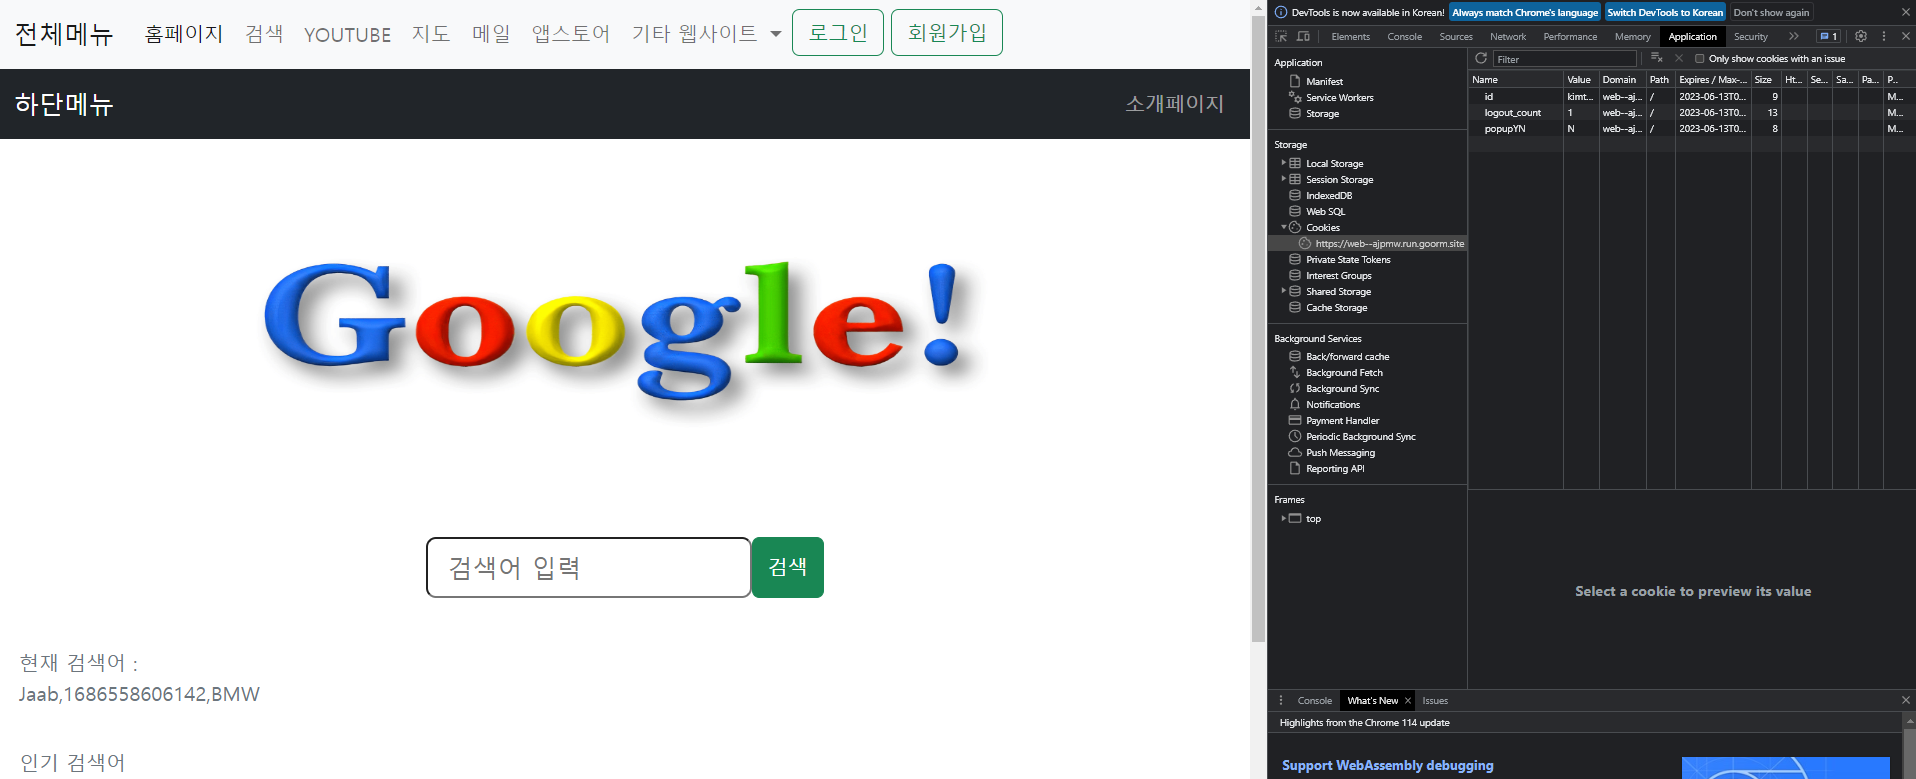 전체메뉴 홈페이지 검색 YOUTUBE 지도 메일 앱스토어 기타 웹사이트 로그인 회원가입
하단메뉴 소개페이지
Google!
검색어 입력 검색
현재 검색어 :
Jaab,1686558606142,BMW
인기 검색어
DevTools is now available in Korean! Always match Chrome's language Switch DevTools to Korean Don't show again
Elements Console Sources Network Performance Memory Application Security 1
Application
Manifest
Service Workers
Storage
Storage
Local Storage
Session Storage
IndexedDB
Web SQL
Cookies
https://web--ajpmw.run.goorm.site
Private State Tokens
Interest Groups
Shared Storage
Cache Storage
Background Services
Back/forward cache
Background Fetch
Background Sync
Notifications
Payment Handler
Periodic Background Sync
Push Messaging
Reporting API
Frames
top
Filter Only show cookies with an issue
Name Value Domain Path Expires / Max-... Size Ht... Se... Sa... Pa... P...
id kimt... web--aj... / 2023-06-13T0... 9 M...
logout_count 1 web--aj... / 2023-06-13T0... 13 M...
popupYN N web--aj... / 2023-06-13T0... 8 M...
Select a cookie to preview its value
Console What's New Issues
Highlights from the Chrome 114 update
Support WebAssembly debugging